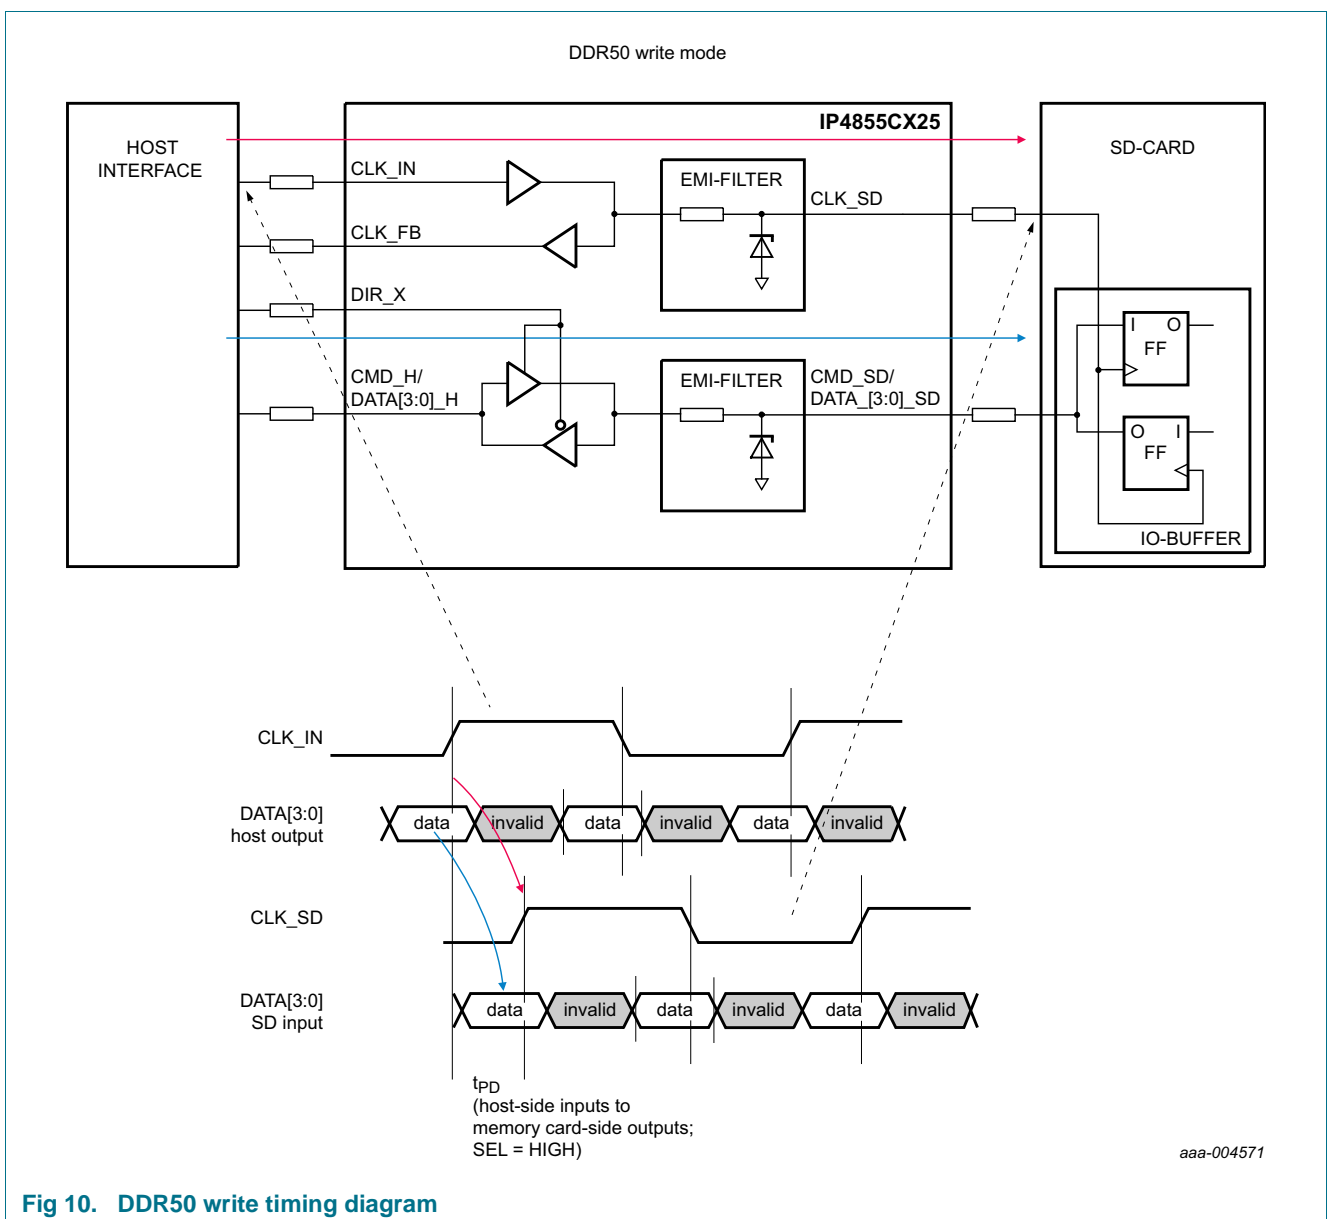 DDR50 write mode
HOST
INTERFACE
IP4855CX25
SD-CARD
CLK_IN
EMI-FILTER
CLK_SD
CLK_FB
DIR_X
CMD_H/
DATA[3:0]_H
EMI-FILTER
CMD_SD/
DATA_[3:0]_SD
I O
FF
O I
FF
IO-BUFFER
CLK_IN
DATA[3:0]
host output
data invalid data invalid data invalid
CLK_SD
DATA[3:0]
SD input
data invalid data invalid data invalid
tPD
(host-side inputs to
memory card-side outputs;
SEL = HIGH)
aaa-004571
Fig 10. DDR50 write timing diagram